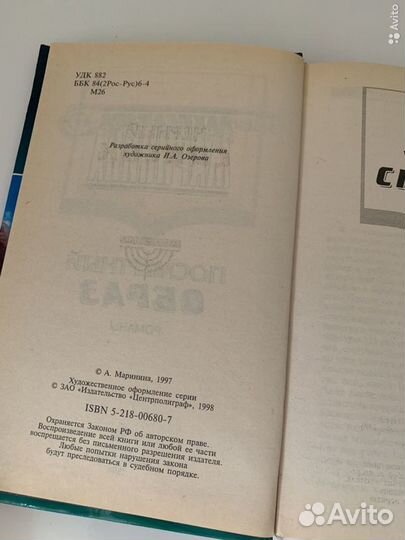 УДК 882
ББК 84(2Рос-Рус)6-4
М26
Разработка серийного оформления
художника И.А. Озерова
ПОСМЕРТНЫЙ
ОБРАЗ
РОМАНЫ
© А. Маринина, 1997
Художественное оформление серии
© ЗАО «Издательство «Центрполиграф», 1998
ISBN 5-218-00680-7
Охраняется Законом РФ об авторском праве.
Воспроизведение всей книги или любой ее части
воспрещается без письменного разрешения издателя.
Любые попытки нарушения закона
будут преследоваться в судебном порядке.
Avito
Avito